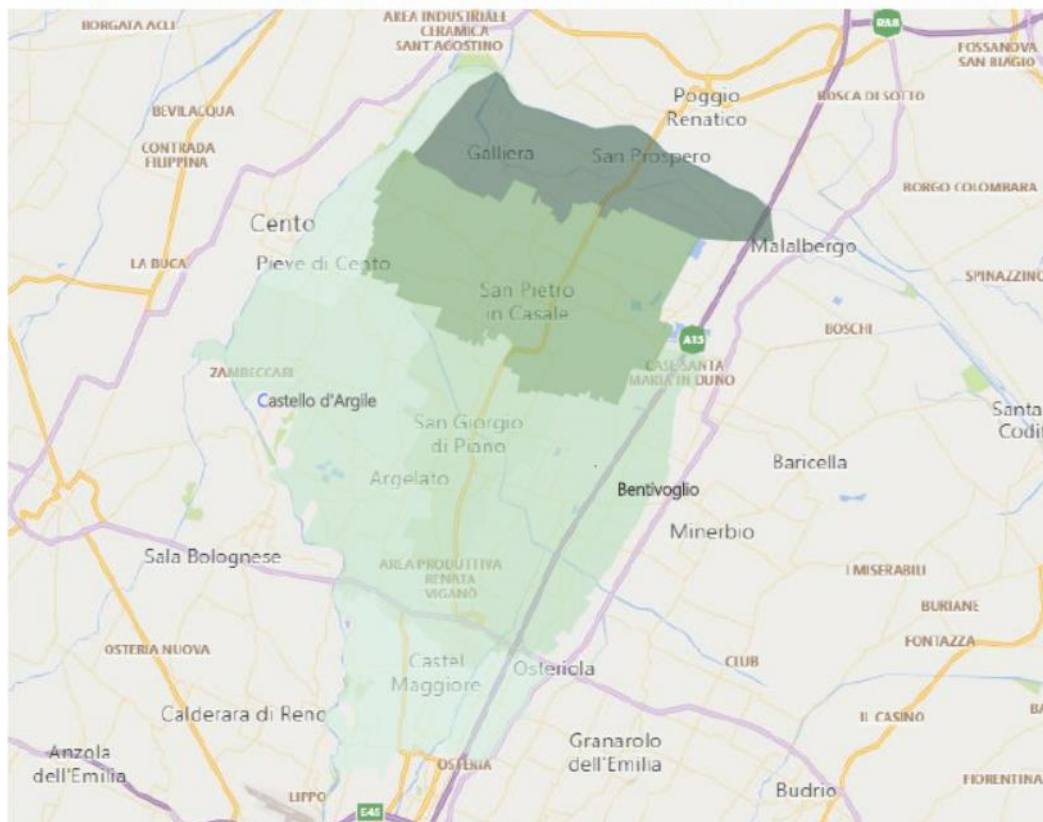 BORGATA ACLI
AREA INDUSTRIALE
CERAMICA
SANT'AGOSTINO
RA8
FOSSANOVA
SAN BIAGIO
BEVILACQUA
Poggio
Renatico
BOSCA DI SOTTO
CONTRADA
FILIPPINA
Galliera
San Prospero
BORGO COLOMBARA
Cento
Malalbergo
LA BUCA
Pieve di Cento
SPINAZZINO
San Pietro
in Casale
BOSCHI
A13
CASE SANTA
MARIA IN DUNO
ZAMBECCARI
Castello d'Argile
San Giorgio
di Piano
Santa
Codif
Argelato
Baricella
Bentivoglio
Minerbio
Sala Bolognese
AREA PRODUTTIVA
RENATA
VIGANÒ
I MISERABILI
BURIANE
FONTAZZA
OSTERIA NUOVA
Castel
Maggiore
Osteriola
CLUB
Calderara di Reno
IL CASINO
BA
Anzola
dell'Emilia
Granarolo
dell'Emilia
OSTERIA
FIORENTINA
LIPPO
Budrio
E45